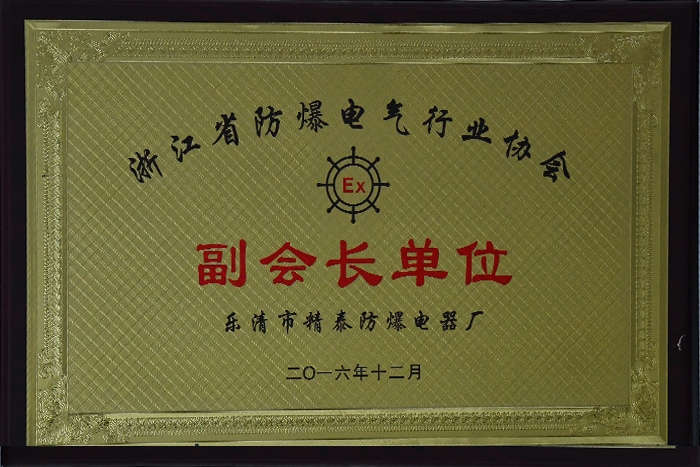 浙江省防爆电气行业协会
Ex
副会长单位
乐清市精泰防爆电器厂
二〇一六年十二月